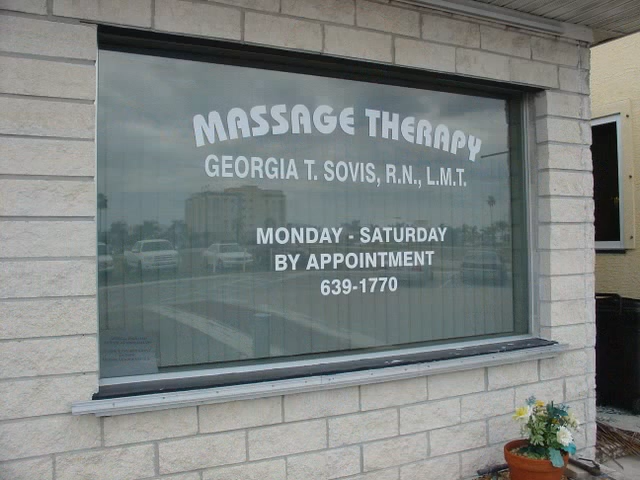 MASSAGE THERAPY
GEORGIA T. SOVIS, R.N., L.M.T.
MONDAY - SATURDAY
BY APPOINTMENT
639-1770